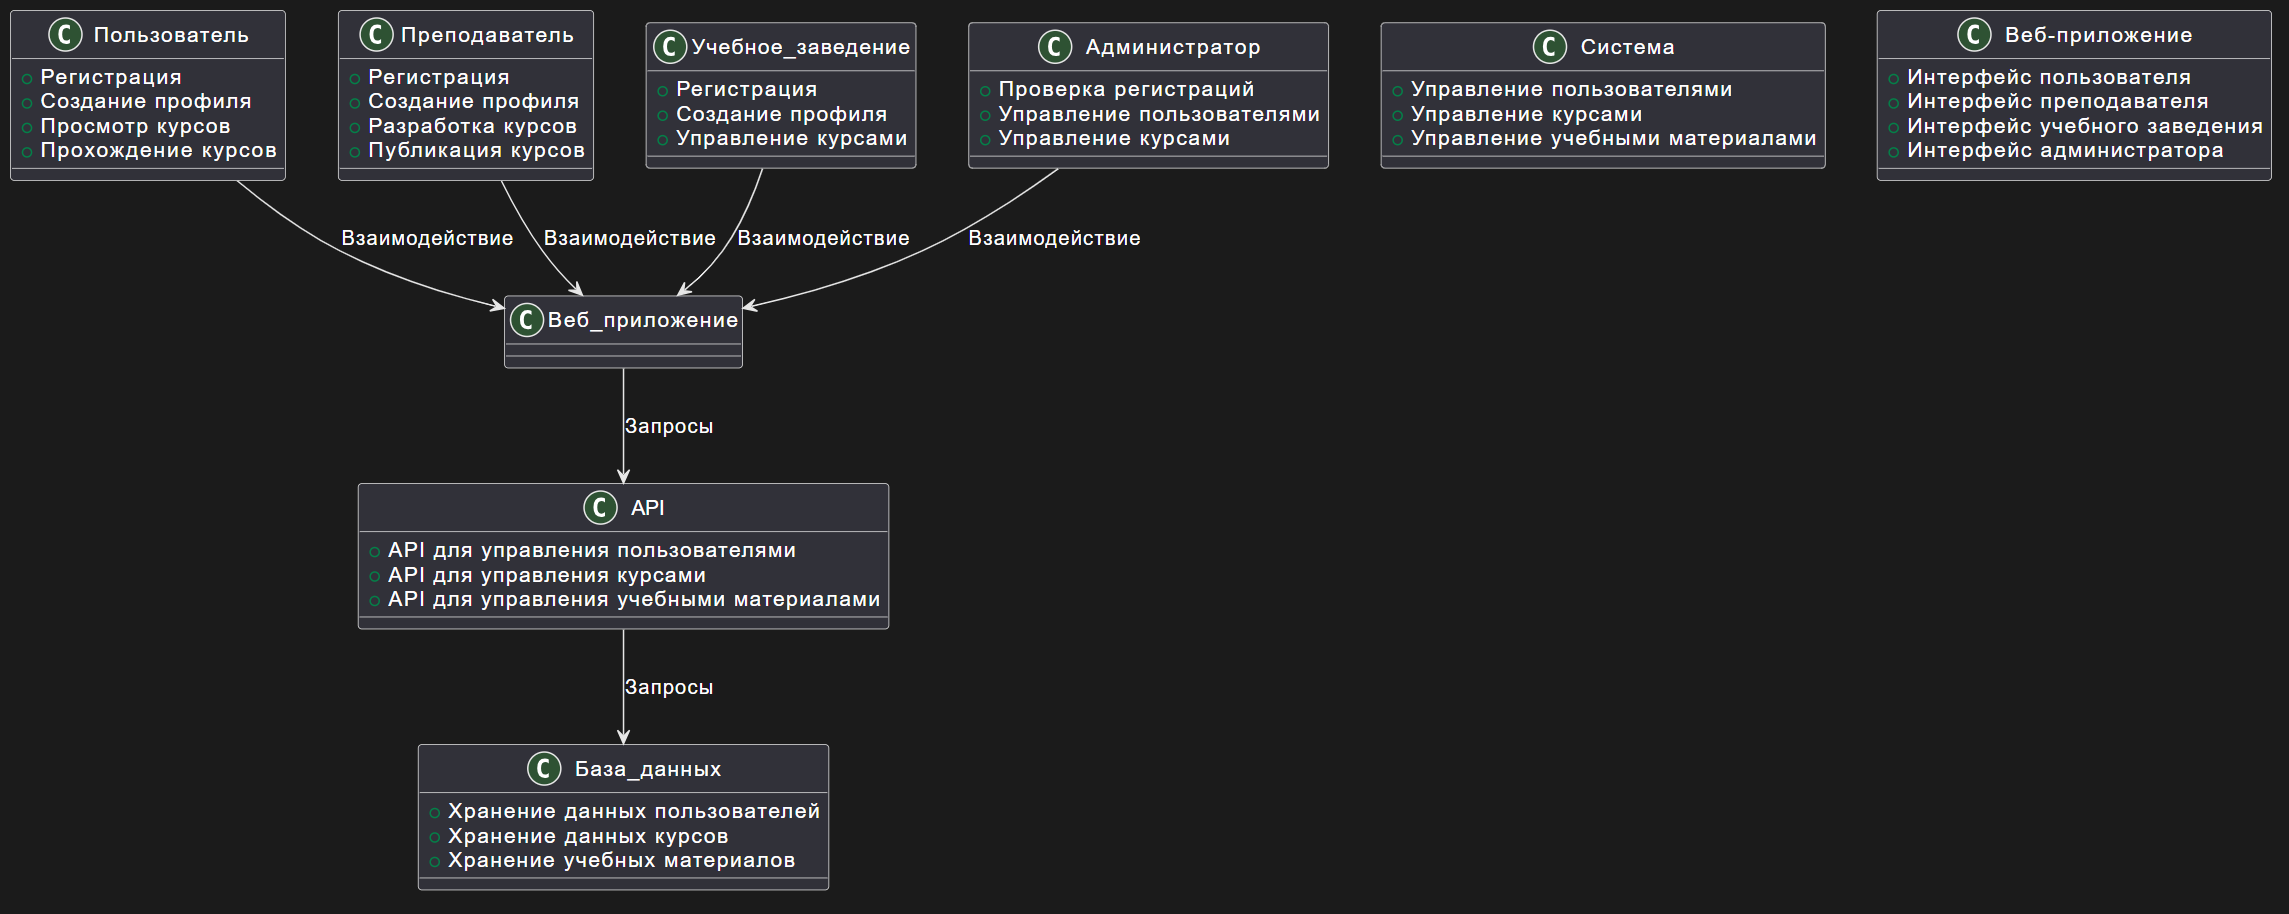 C Пользователь
Регистрация
Создание профиля
Просмотр курсов
Прохождение курсов
C Преподаватель
Регистрация
Создание профиля
Разработка курсов
Публикация курсов
C Учебное_заведение
Регистрация
Создание профиля
Управление курсами
C Администратор
Проверка регистраций
Управление пользователями
Управление курсами
C Система
Управление пользователями
Управление курсами
Управление учебными материалами
C Веб-приложение
Интерфейс пользователя
Интерфейс преподавателя
Интерфейс учебного заведения
Интерфейс администратора
Взаимодействие
Взаимодействие
Взаимодействие
Взаимодействие
C Веб_приложение
Запросы
C API
API для управления пользователями
API для управления курсами
API для управления учебными материалами
Запросы
C База_данных
Хранение данных пользователей
Хранение данных курсов
Хранение учебных материалов